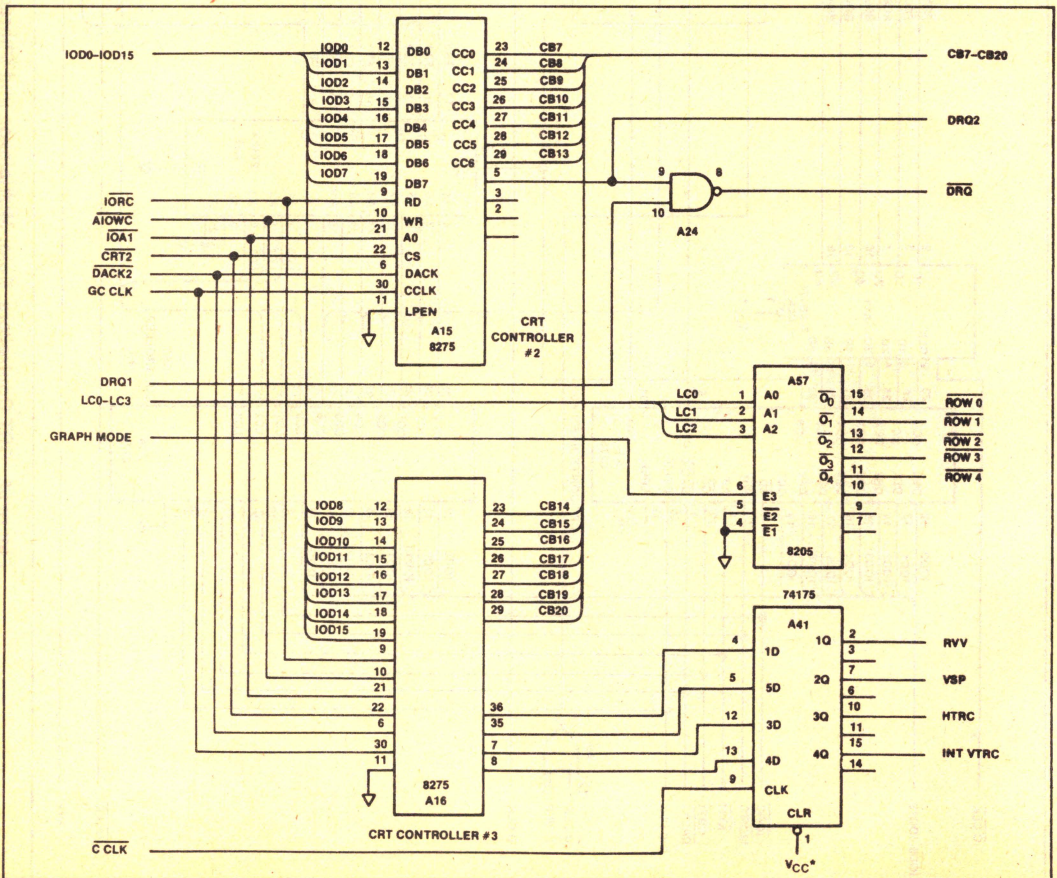 IOD0–IOD15
IORC
AIOWC
IOA1
CRT2
DACK2
GC CLK
DRQ1
LC0–LC3
GRAPH MODE
C CLK
IOD0 12 DB0
IOD1 13 DB1
IOD2 14 DB2
IOD3 15 DB3
IOD4 16 DB4
IOD5 17 DB5
IOD6 18 DB6
IOD7 19 DB7
9 RD
10 WR
21 A0
22 CS
6 DACK
30 CCLK
11 LPEN
CC0 23 CB7
CC1 24 CB8
CC2 25 CB9
CC3 26 CB10
CC4 27 CB11
CC5 28 CB12
CC6 29 CB13
5
3
2
A15
8275
CRT
CONTROLLER
#2
9
10
8
A24
CB7–CB20
DRQ2
DRQ
A57
LC0 1 A0
LC1 2 A1
LC2 3 A2
6 E3
5 E2
4 E1
O0 15 ROW 0
O1 14 ROW 1
O2 13 ROW 2
O3 12 ROW 3
O4 11 ROW 4
10
9
7
8205
IOD8 12
IOD9 13
IOD10 14
IOD11 15
IOD12 16
IOD13 17
IOD14 18
IOD15 19
9
10
21
22
6
30
11
23 CB14
24 CB15
25 CB16
26 CB17
27 CB18
28 CB19
29 CB20
36
35
7
8
8275
A16
CRT CONTROLLER #3
74175
A41
4 1D
5 5D
12 3D
13 4D
9 CLK
CLR
1
VCC*
1Q 2 RVV
3
2Q 7 VSP
6
3Q 10 HTRC
11
4Q 15 INT VTRC
14